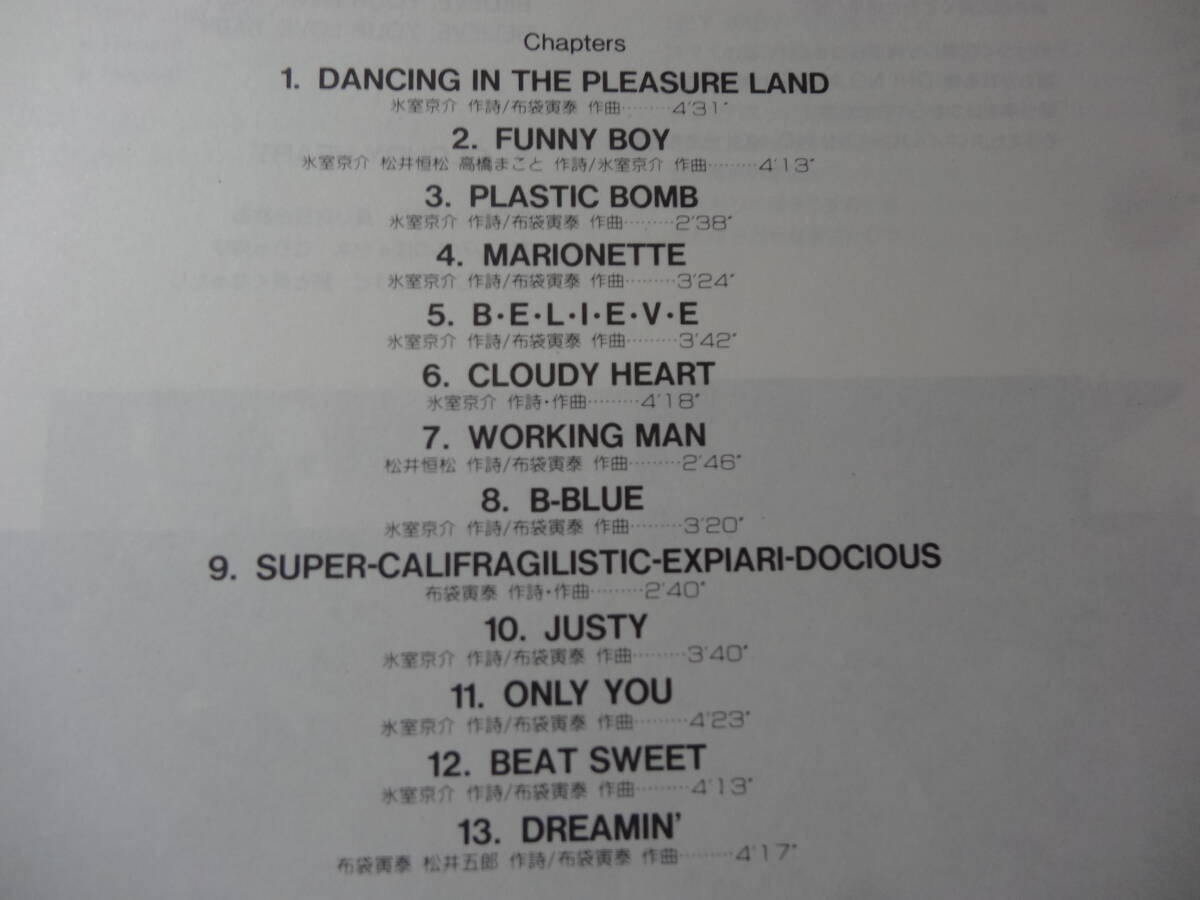 Chapters
1. DANCING IN THE PLEASURE LAND
氷室京介 作詩/布袋寅泰 作曲………4'31"
2. FUNNY BOY
氷室京介 松井恒松 高橋まこと 作詩/氷室京介 作曲………4'13"
3. PLASTIC BOMB
氷室京介 作詩/布袋寅泰 作曲………2'38"
4. MARIONETTE
氷室京介 作詩/布袋寅泰 作曲………3'24"
5. B・E・L・I・E・V・E
氷室京介 作詩/布袋寅泰 作曲………3'42"
6. CLOUDY HEART
氷室京介 作詩・作曲………4'18"
7. WORKING MAN
松井恒松 作詩/布袋寅泰 作曲………2'46"
8. B-BLUE
氷室京介 作詩/布袋寅泰 作曲………3'20"
9. SUPER-CALIFRAGILISTIC-EXPIARI-DOCIOUS
布袋寅泰 作詩・作曲………2'40"
10. JUSTY
氷室京介 作詩/布袋寅泰 作曲………3'40"
11. ONLY YOU
氷室京介 作詩/布袋寅泰 作曲………4'23"
12. BEAT SWEET
氷室京介 作詩/布袋寅泰 作曲………4'13"
13. DREAMIN'
布袋寅泰 松井五郎 作詩/布袋寅泰 作曲………4'17"